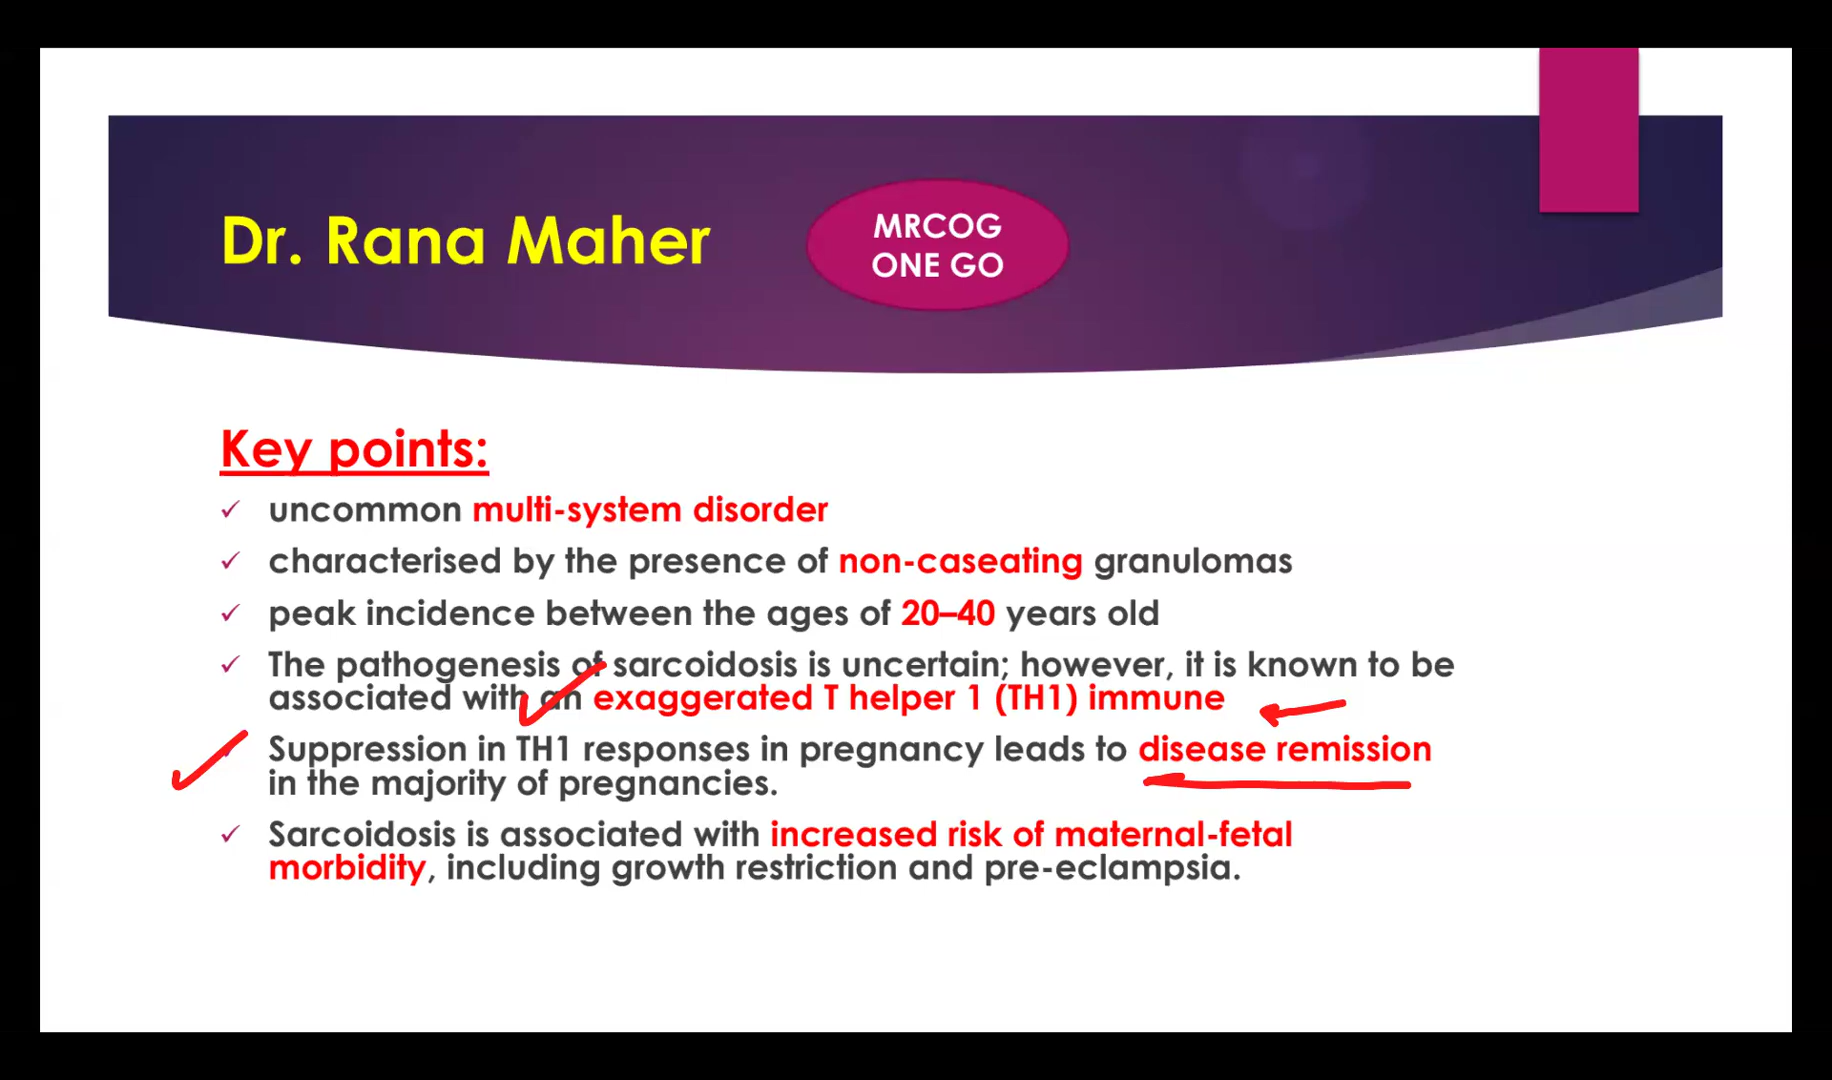 Dr. Rana Maher
MRCOG
ONE GO
Key points:
uncommon multi-system disorder
characterised by the presence of non-caseating granulomas
peak incidence between the ages of 20–40 years old
The pathogenesis of sarcoidosis is uncertain; however, it is known to be
associated with an exaggerated T helper 1 (TH1) immune
Suppression in TH1 responses in pregnancy leads to disease remission
in the majority of pregnancies.
Sarcoidosis is associated with increased risk of maternal-fetal
morbidity, including growth restriction and pre-eclampsia.